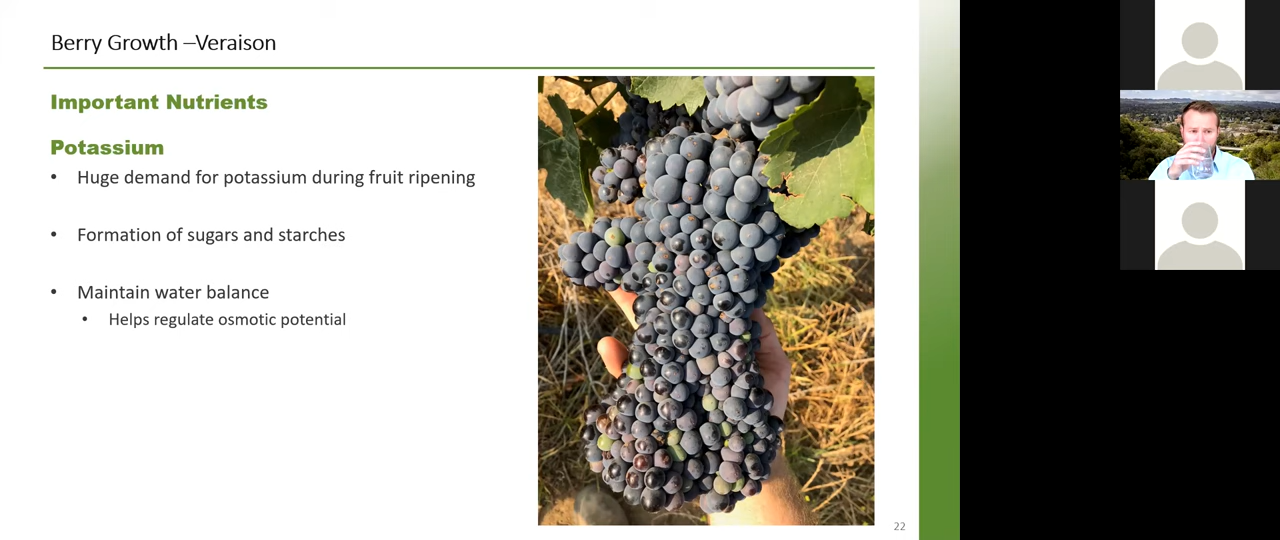 Berry Growth –Veraison
Important Nutrients
Potassium
• Huge demand for potassium during fruit ripening
• Formation of sugars and starches
• Maintain water balance
• Helps regulate osmotic potential
22